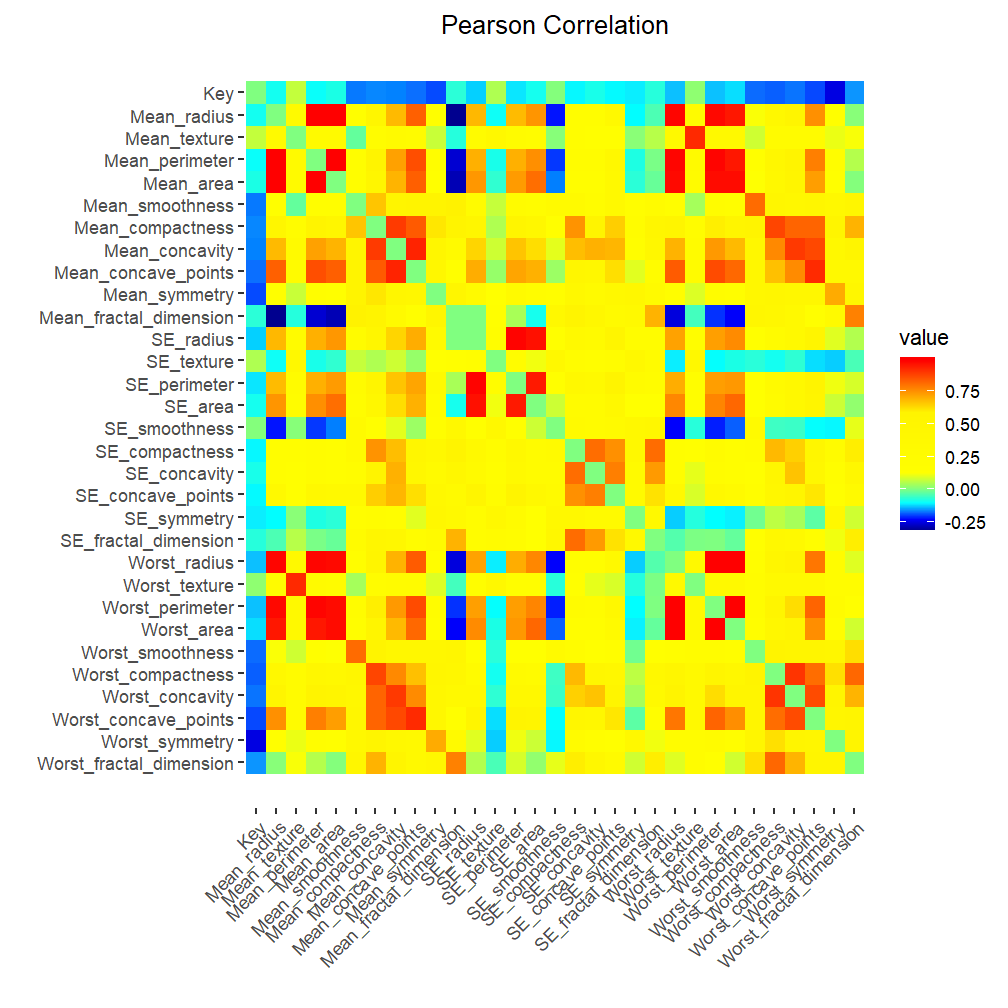 Pearson Correlation
Key
Mean_radius
Mean_texture
Mean_perimeter
Mean_area
Mean_smoothness
Mean_compactness
Mean_concavity
Mean_concave_points
Mean_symmetry
Mean_fractal_dimension
SE_radius
SE_texture
SE_perimeter
SE_area
SE_smoothness
SE_compactness
SE_concavity
SE_concave_points
SE_symmetry
SE_fractal_dimension
Worst_radius
Worst_texture
Worst_perimeter
Worst_area
Worst_smoothness
Worst_compactness
Worst_concavity
Worst_concave_points
Worst_symmetry
Worst_fractal_dimension
value
0.75
0.50
0.25
0.00
-0.25
Key
Mean_radius
Mean_texture
Mean_perimeter
Mean_area
Mean_smoothness
Mean_compactness
Mean_concavity
Mean_concave_points
Mean_symmetry
Mean_fractal_dimension
SE_radius
SE_texture
SE_perimeter
SE_area
SE_smoothness
SE_compactness
SE_concavity
SE_concave_points
SE_symmetry
SE_fractal_dimension
Worst_radius
Worst_texture
Worst_perimeter
Worst_area
Worst_smoothness
Worst_compactness
Worst_concavity
Worst_concave_points
Worst_symmetry
Worst_fractal_dimension